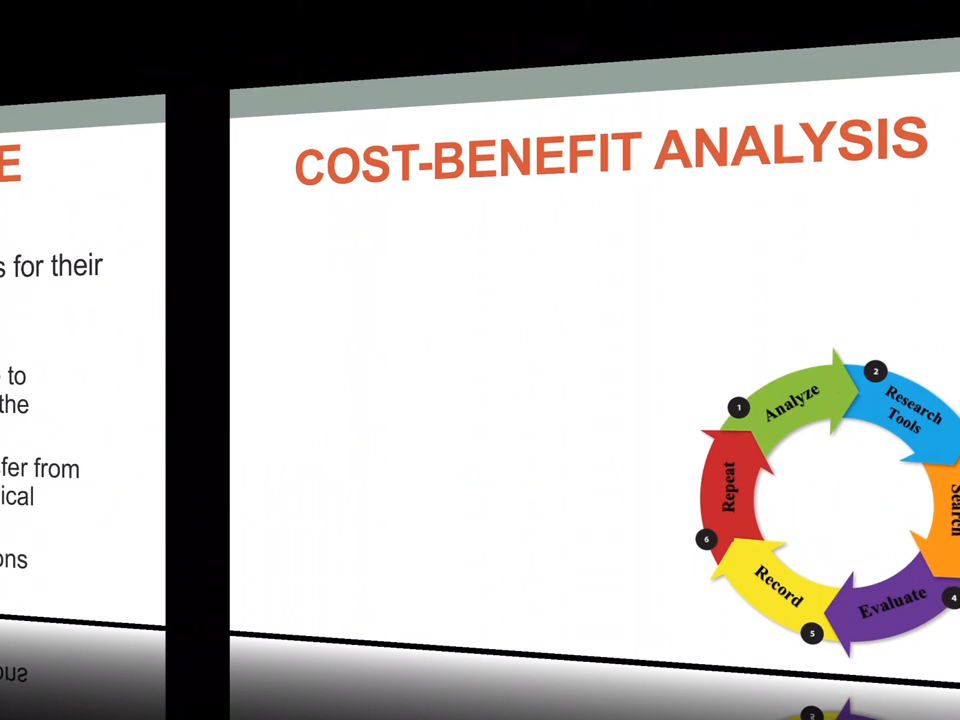 E
s for their
to
the
fer from
ical
ons
COST-BENEFIT ANALYSIS
1
Analyze
2
Research
Tools
Search
4
Evaluate
5
Record
6
Repeat